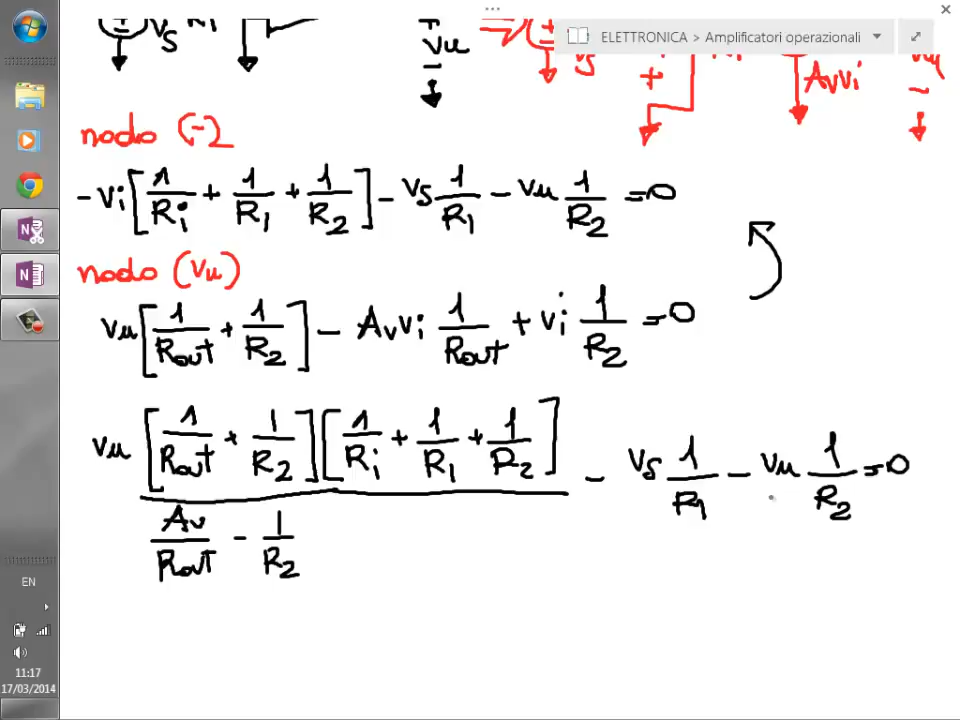 ELETTRONICA > Amplificatori operazionali
vs
vu
+
-
+
Avvi
-
nodo (-)
-vi[1/Ri + 1/R1 + 1/R2] - vs 1/R1 - vu 1/R2 = 0
nodo (vu)
vu[1/Rout + 1/R2] - Avvi 1/Rout + vi 1/R2 = 0
vu [1/Rout + 1/R2][1/Ri + 1/R1 + 1/R2] / (Av/Rout - 1/R2) - vs 1/R1 - vu 1/R2 = 0
EN
11:17
17/03/2014